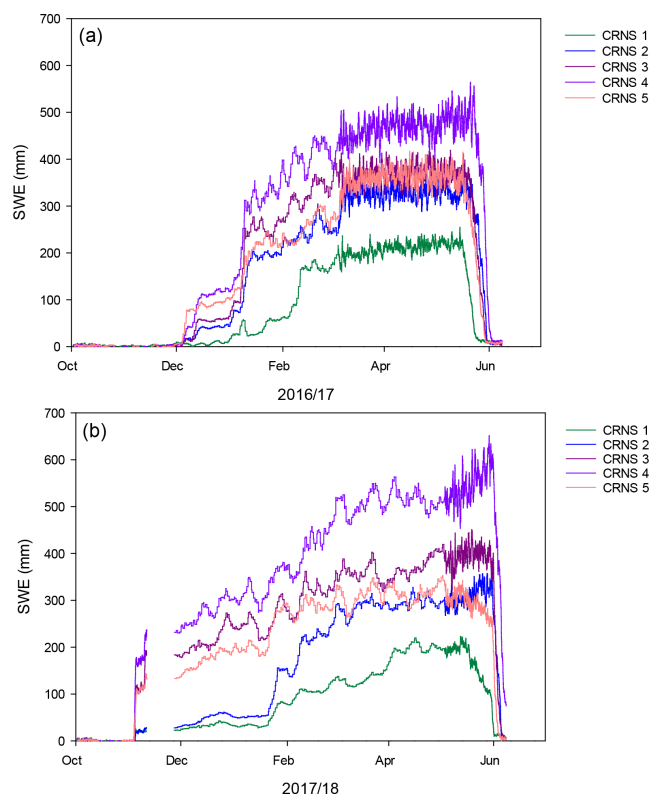 700
600
500
400
300
200
100
0
SWE (mm)
(a)
Oct Dec Feb Apr Jun
2016/17
CRNS 1
CRNS 2
CRNS 3
CRNS 4
CRNS 5
700
600
500
400
300
200
100
0
SWE (mm)
(b)
Oct Dec Feb Apr Jun
2017/18
CRNS 1
CRNS 2
CRNS 3
CRNS 4
CRNS 5